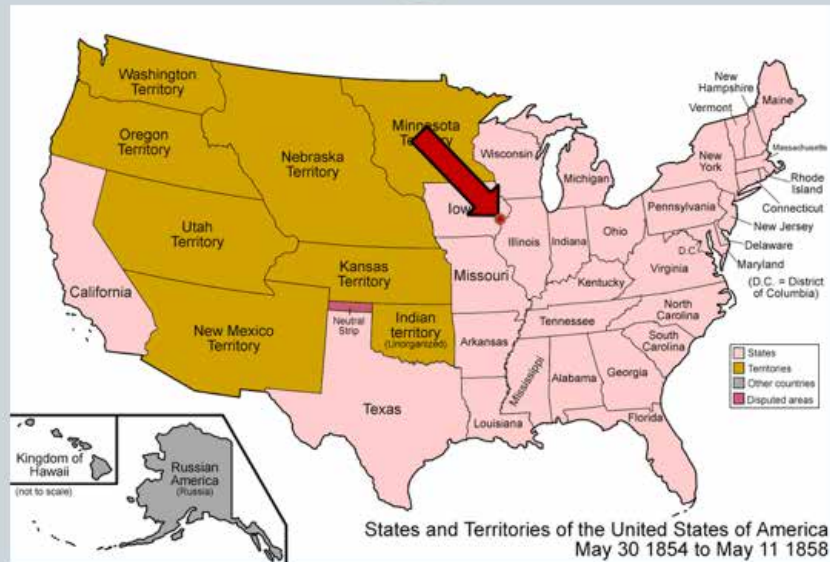 Washington
Territory
Oregon
Territory
Nebraska
Territory
Minnesota
Utah
Territory
California
Kansas
Territory
New Mexico
Territory
Neutral
Strip
Indian
territory
(Unorganized)
Texas
Wisconsin
Michigan
Illinois
Indiana
Ohio
Missouri
Kentucky
Arkansas
Tennessee
Mississippi
Alabama
Georgia
Louisiana
Florida
South
Carolina
North
Carolina
Virginia
D.C.
Pennsylvania
New
York
Vermont
New
Hampshire
Maine
Massachusetts
Rhode
Island
Connecticut
New Jersey
Delaware
Maryland
(D.C. = District
of Columbia)
States
Territories
Other countries
Disputed areas
Kingdom of
Hawaii
(not to scale)
Russian
America
(Russia)
States and Territories of the United States of America
May 30 1854 to May 11 1858